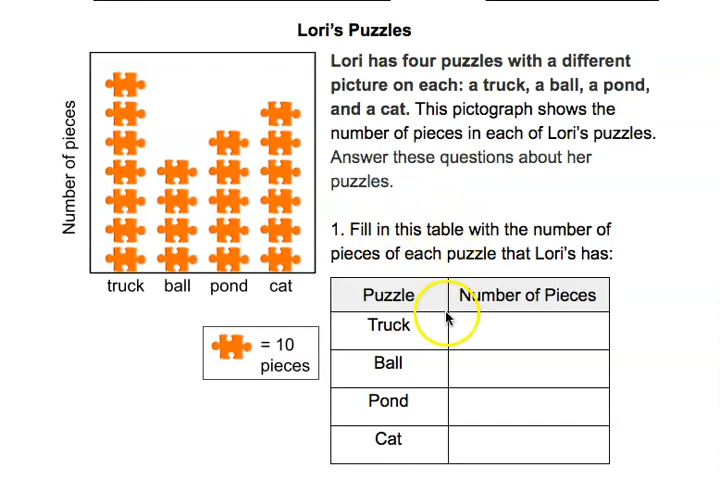 Lori's Puzzles
Lori has four puzzles with a different
picture on each: a truck, a ball, a pond,
and a cat. This pictograph shows the
number of pieces in each of Lori's puzzles.
Answer these questions about her
puzzles.
Number of pieces
truck ball pond cat
= 10
pieces
1. Fill in this table with the number of
pieces of each puzzle that Lori's has:
Puzzle Number of Pieces
Truck
Ball
Pond
Cat